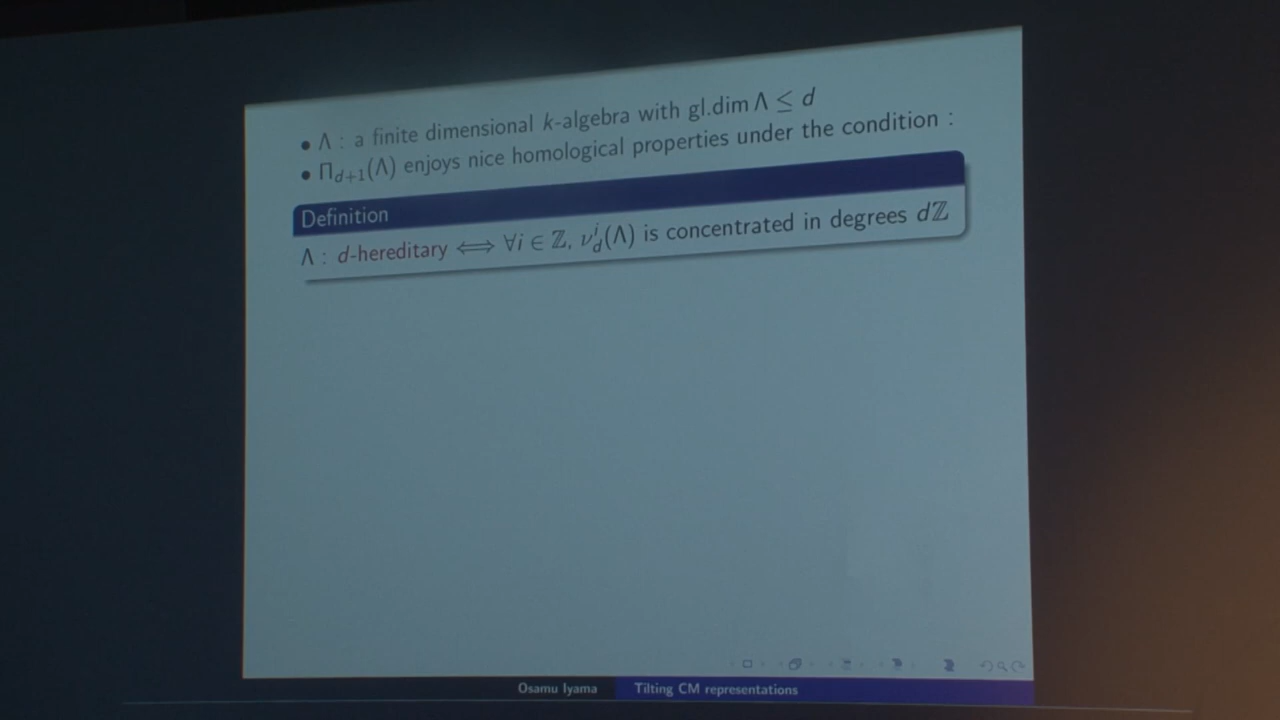 • Λ : a finite dimensional k-algebra with gl.dim Λ ≤ d
• Π_{d+1}(Λ) enjoys nice homological properties under the condition :
Definition
Λ : d-hereditary ⟺ ∀i ∈ ℤ, ν_d^i(Λ) is concentrated in degrees dℤ
Osamu Iyama Tilting CM representations